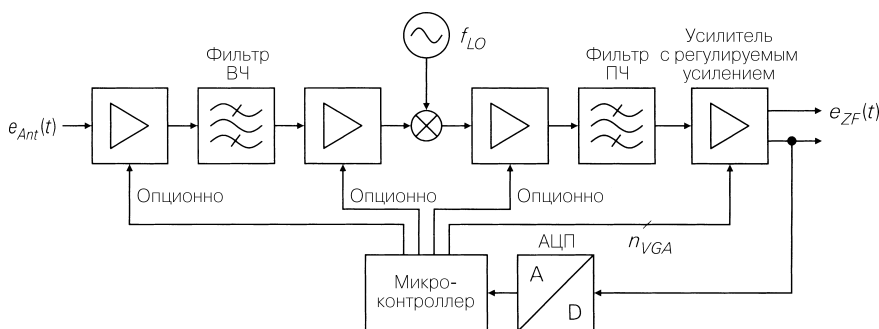 Фильтр
ВЧ
f_LO
Фильтр
ПЧ
Усилитель
с регулируемым
усилением
e_Ant(t)
e_ZF(t)
Опционно
Опционно
Опционно
n_VGA
АЦП
Микро-
контроллер
A
D